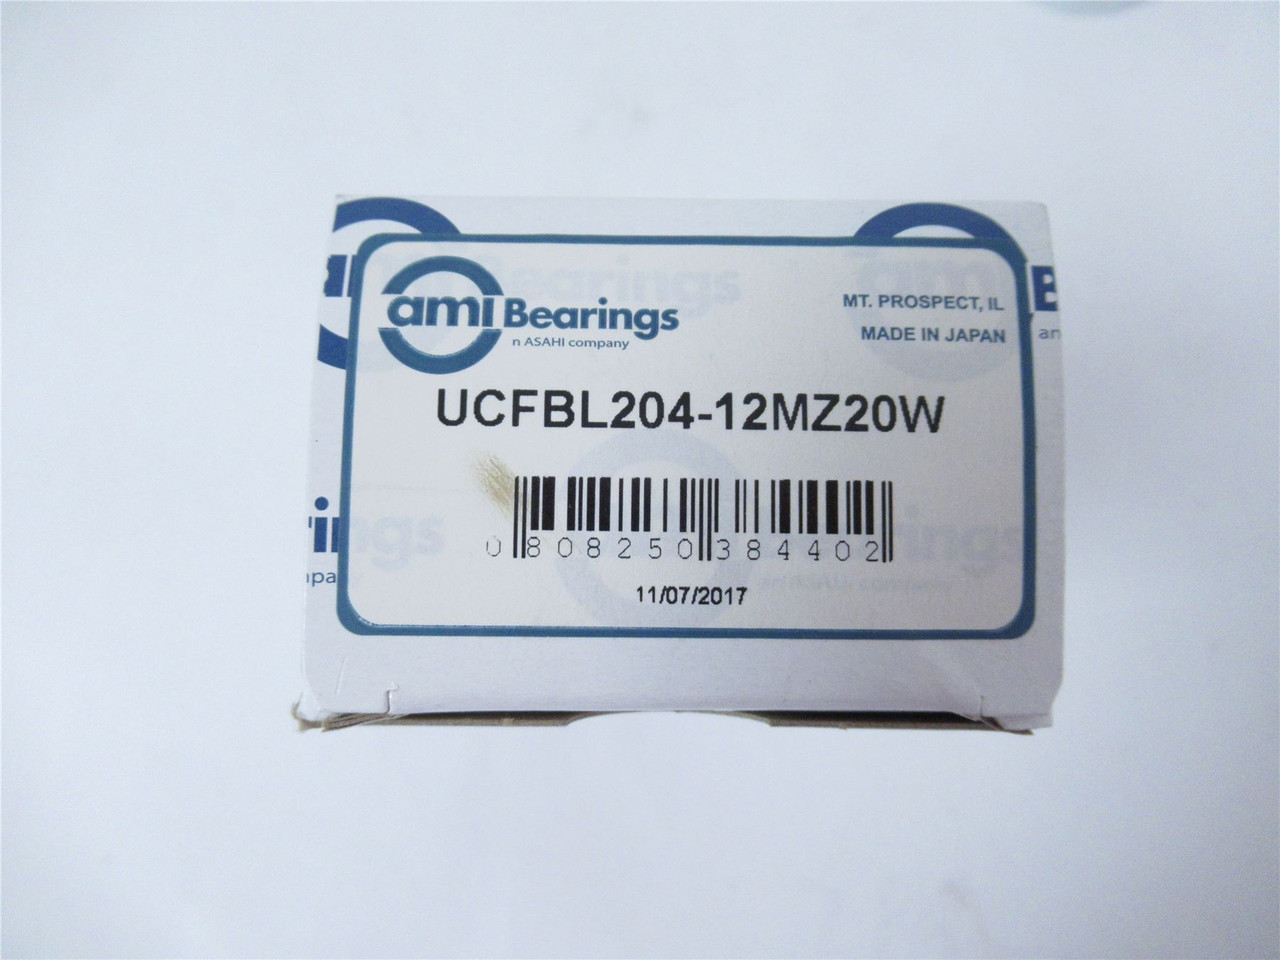 ami Bearings
n ASAHI company
MT. PROSPECT, IL
MADE IN JAPAN
UCFBL204-12MZ20W
0 808250 384402
11/07/2017